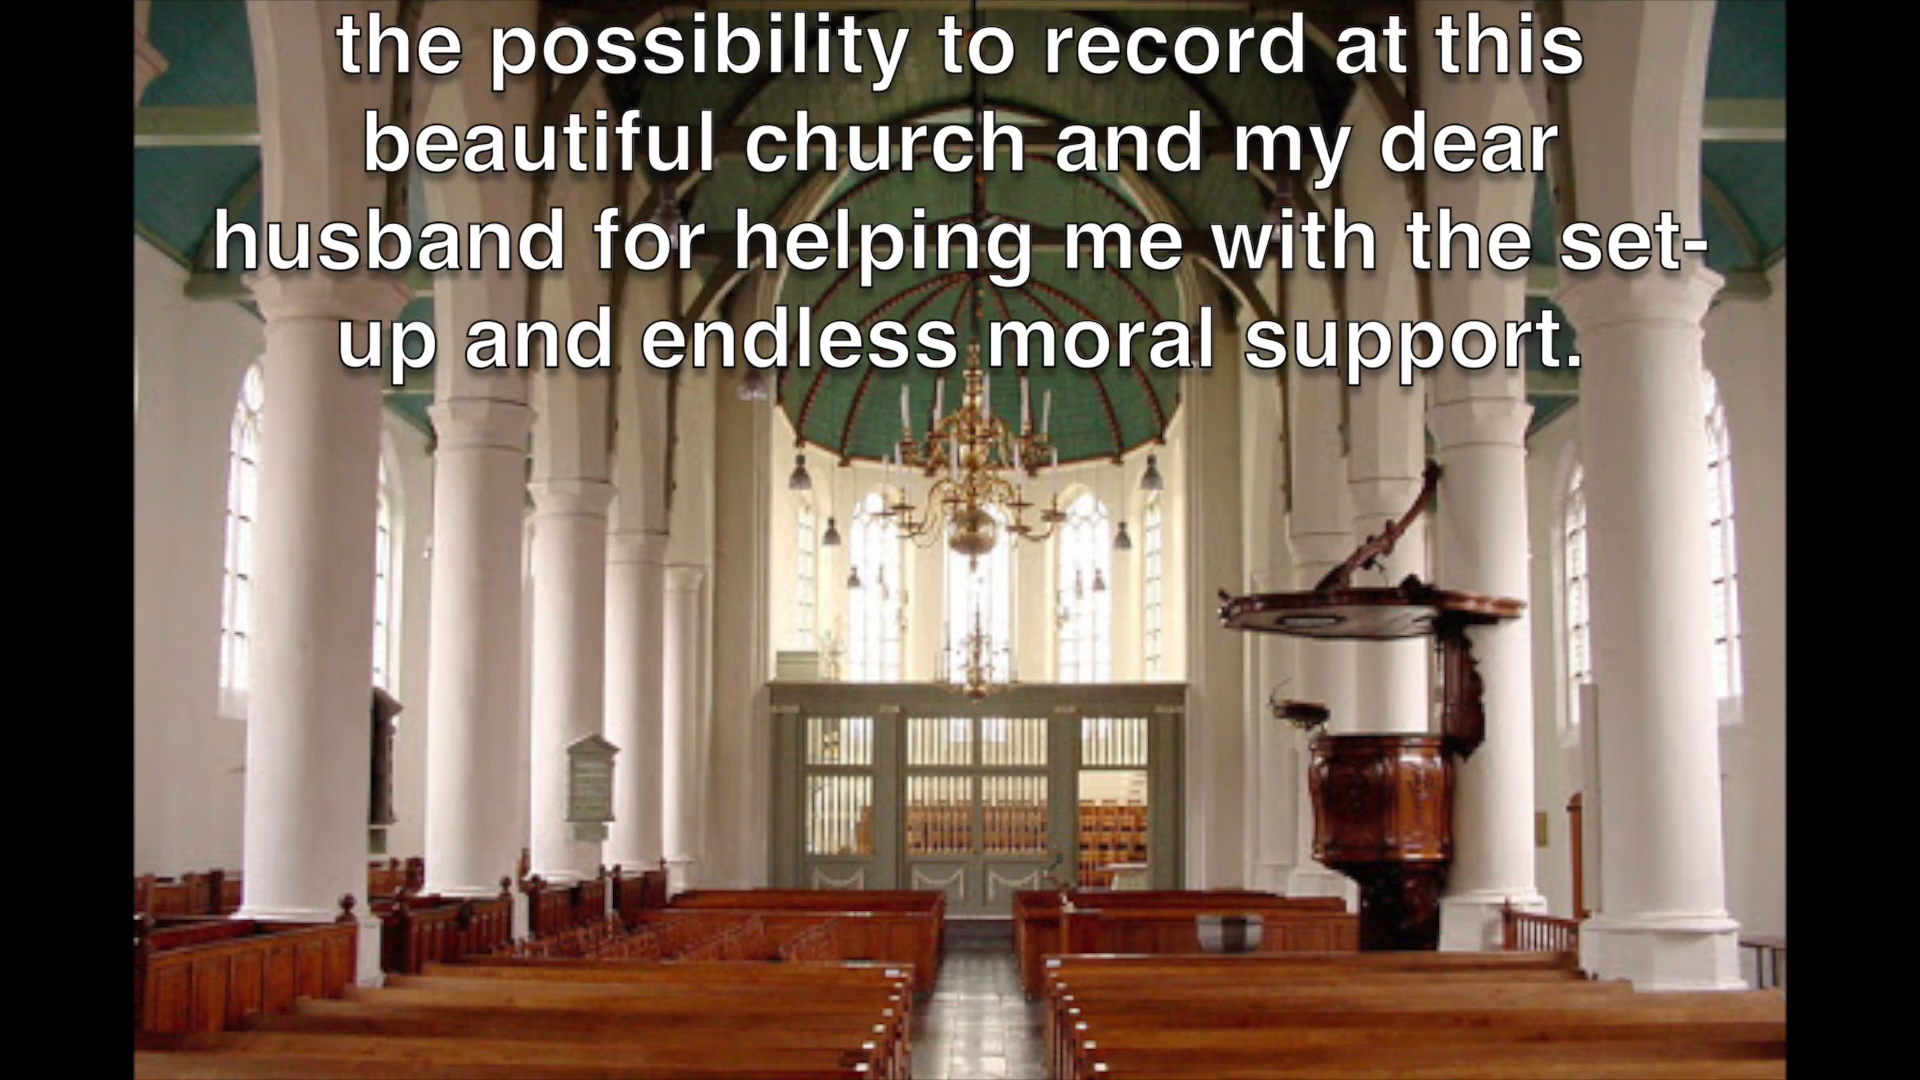 the possibility to record at this
beautiful church and my dear
husband for helping me with the set-
up and endless moral support.